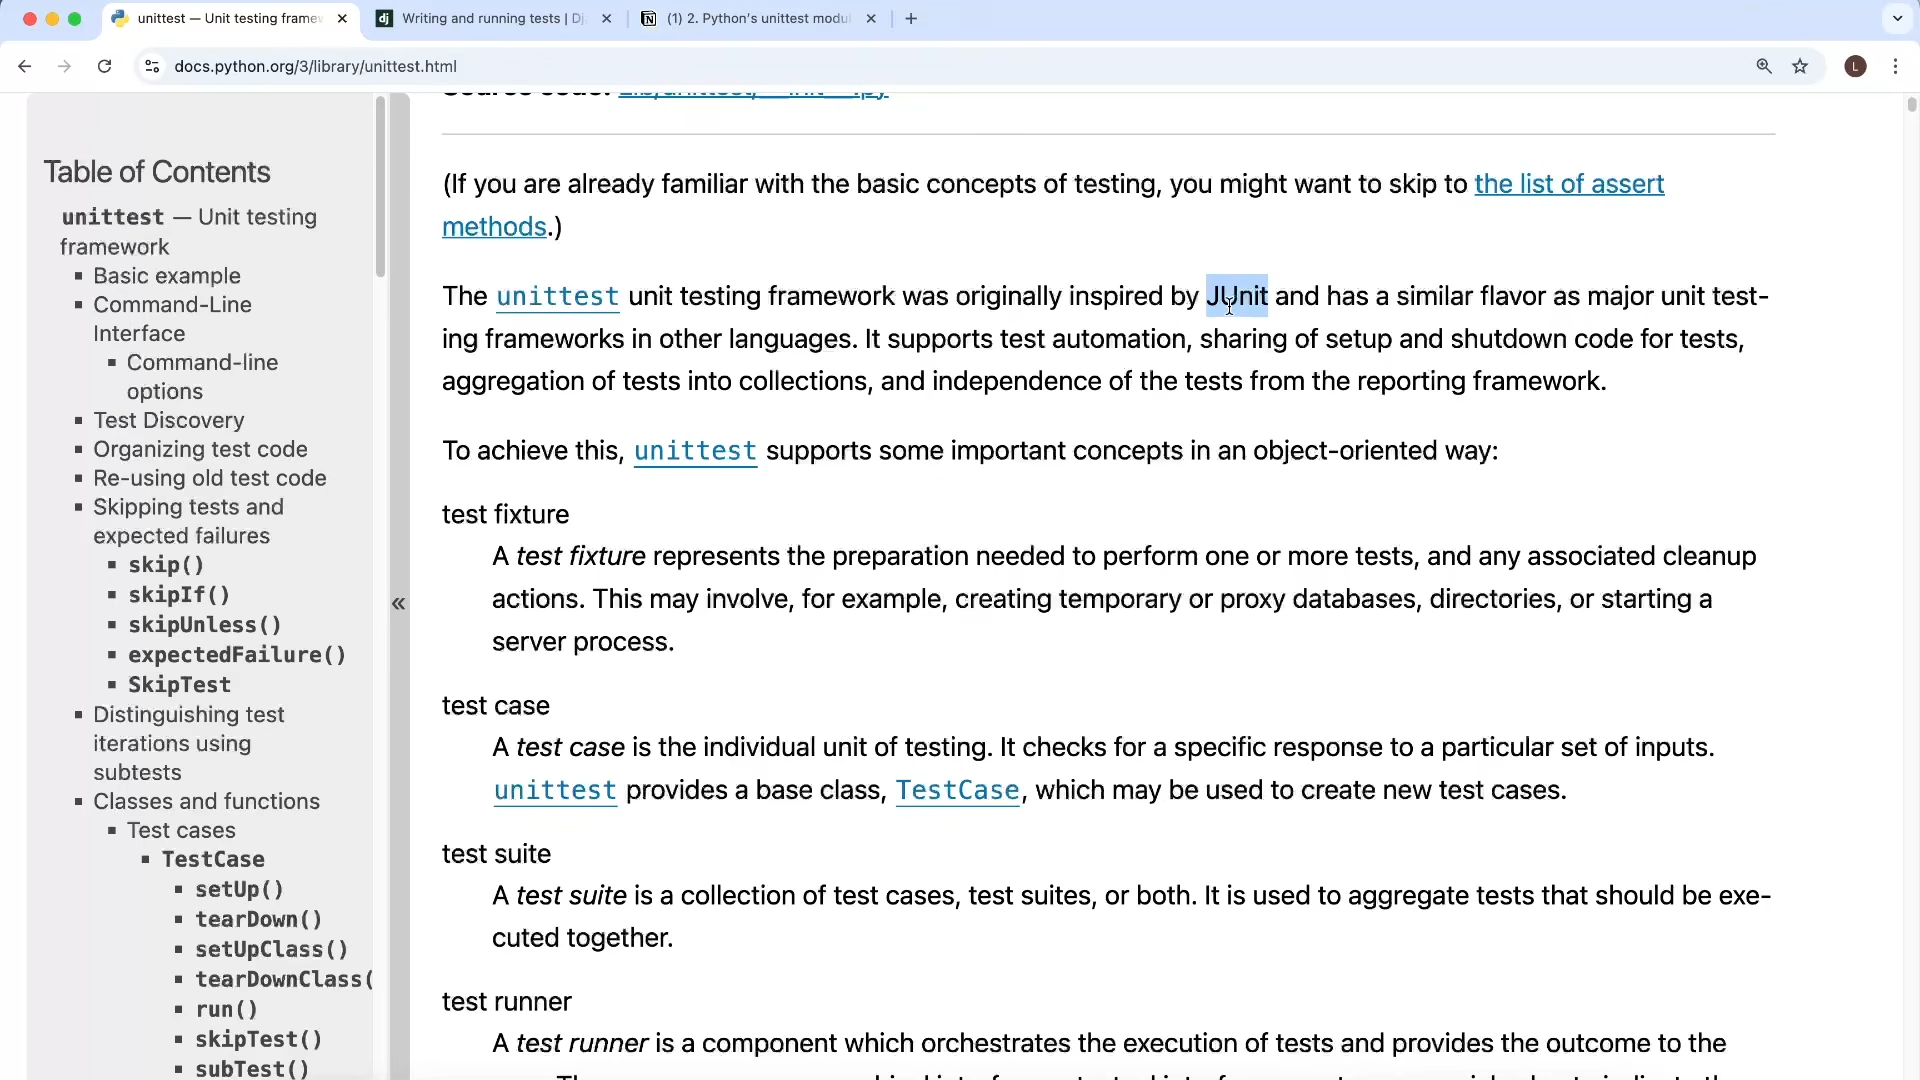 unittest — Unit testing frame
Writing and running tests | Dj
(1) 2. Python's unittest modu
docs.python.org/3/library/unittest.html
L
Source code: Lib/unittest/__init__.py
Table of Contents
unittest — Unit testing
framework
Basic example
Command-Line
Interface
Command-line
options
Test Discovery
Organizing test code
Re-using old test code
Skipping tests and
expected failures
skip()
skipIf()
skipUnless()
expectedFailure()
SkipTest
Distinguishing test
iterations using
subtests
Classes and functions
Test cases
TestCase
setUp()
tearDown()
setUpClass()
tearDownClass(
run()
skipTest()
subTest()
«
(If you are already familiar with the basic concepts of testing, you might want to skip to the list of assert
methods.)
The unittest unit testing framework was originally inspired by JUnit and has a similar flavor as major unit test-
ing frameworks in other languages. It supports test automation, sharing of setup and shutdown code for tests,
aggregation of tests into collections, and independence of the tests from the reporting framework.
To achieve this, unittest supports some important concepts in an object-oriented way:
test fixture
A test fixture represents the preparation needed to perform one or more tests, and any associated cleanup
actions. This may involve, for example, creating temporary or proxy databases, directories, or starting a
server process.
test case
A test case is the individual unit of testing. It checks for a specific response to a particular set of inputs.
unittest provides a base class, TestCase, which may be used to create new test cases.
test suite
A test suite is a collection of test cases, test suites, or both. It is used to aggregate tests that should be exe-
cuted together.
test runner
A test runner is a component which orchestrates the execution of tests and provides the outcome to the